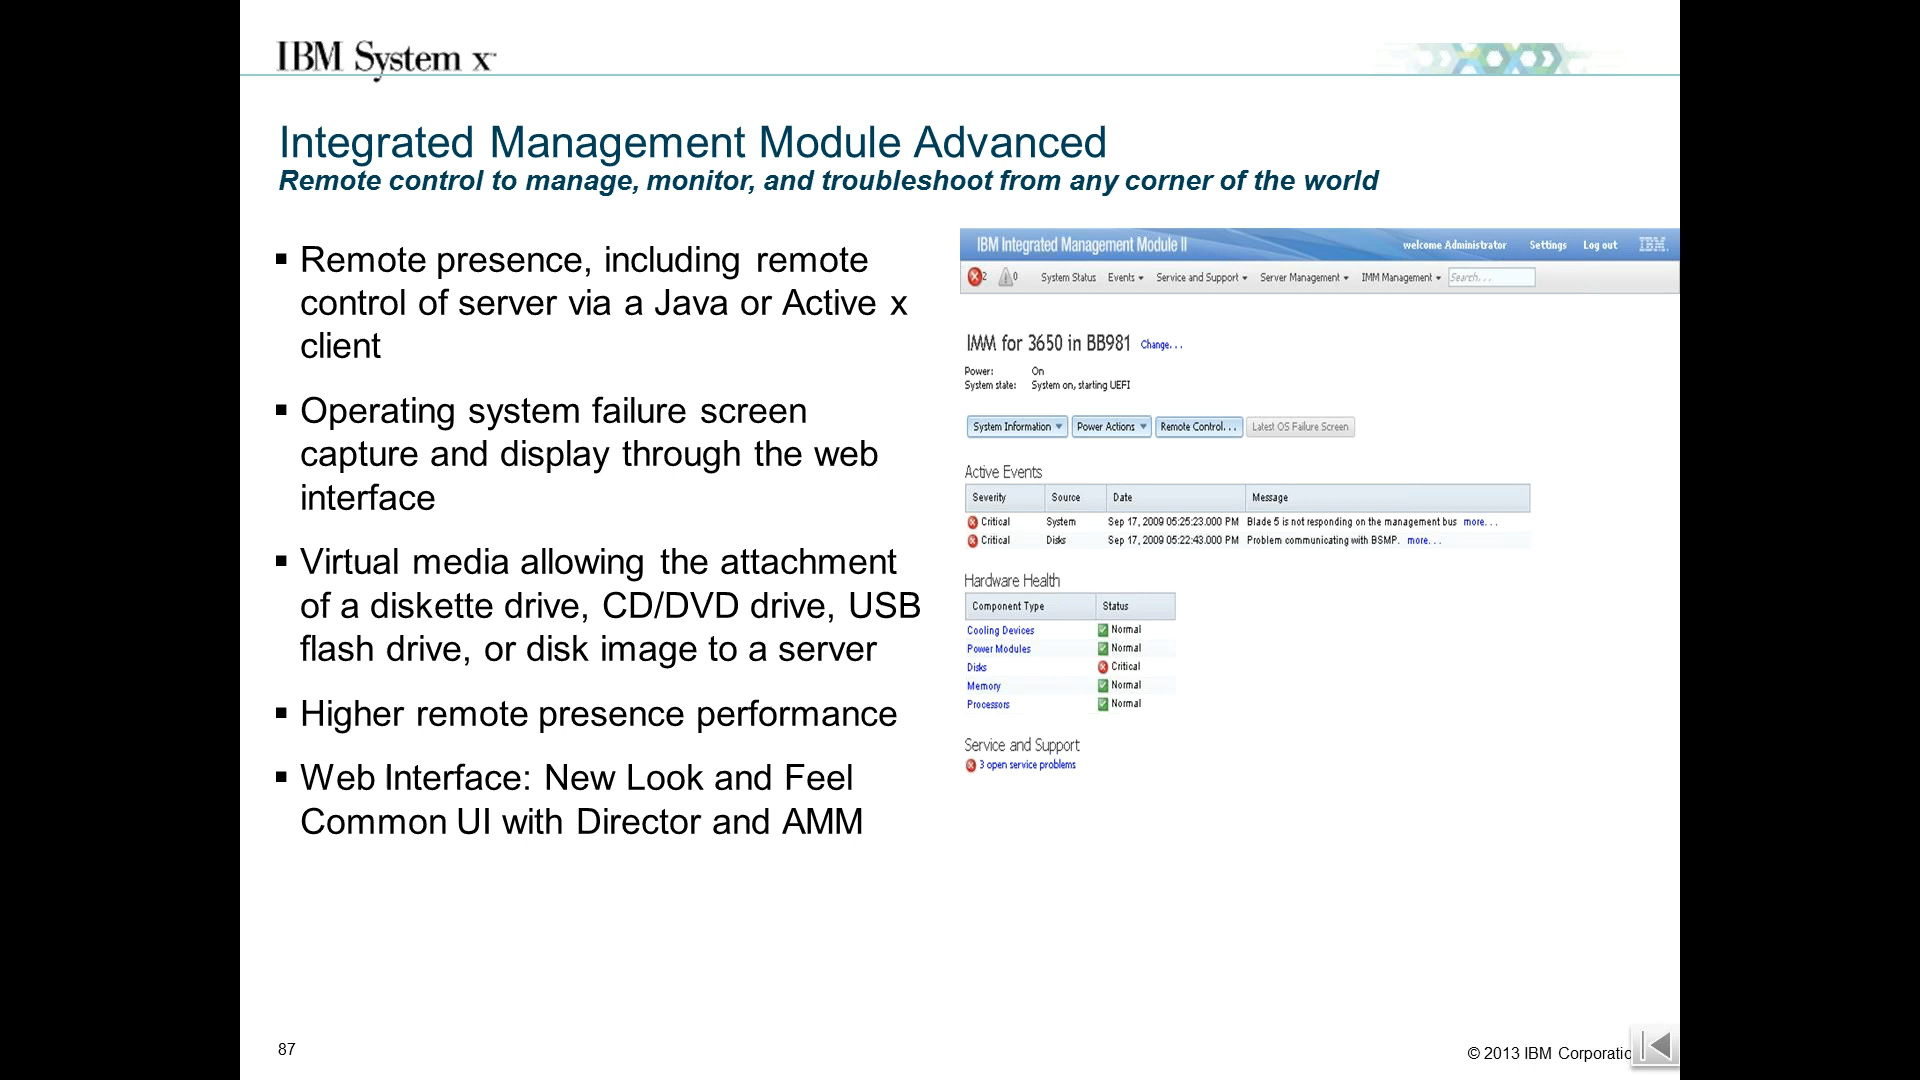 IBM System x
Integrated Management Module Advanced
Remote control to manage, monitor, and troubleshoot from any corner of the world
▪ Remote presence, including remote
control of server via a Java or Active x
client
▪ Operating system failure screen
capture and display through the web
interface
▪ Virtual media allowing the attachment
of a diskette drive, CD/DVD drive, USB
flash drive, or disk image to a server
▪ Higher remote presence performance
▪ Web Interface: New Look and Feel
Common UI with Director and AMM
IBM Integrated Management Module II welcome Administrator Settings Log out IBM.
2 0 System Status Events Service and Support Server Management IMM Management Search...
IMM for 3650 in BB981 Change...
Power: On
System state: System on, starting UEFI
System Information Power Actions Remote Control... Latest OS Failure Screen
Active Events
Severity Source Date Message
Critical System Sep 17, 2009 05:25:23.000 PM Blade 5 is not responding on the management bus more...
Critical Disks Sep 17, 2009 05:22:43.000 PM Problem communicating with BSMP. more...
Hardware Health
Component Type Status
Cooling Devices Normal
Power Modules Normal
Disks Critical
Memory Normal
Processors Normal
Service and Support
3 open service problems
87
© 2013 IBM Corporatio